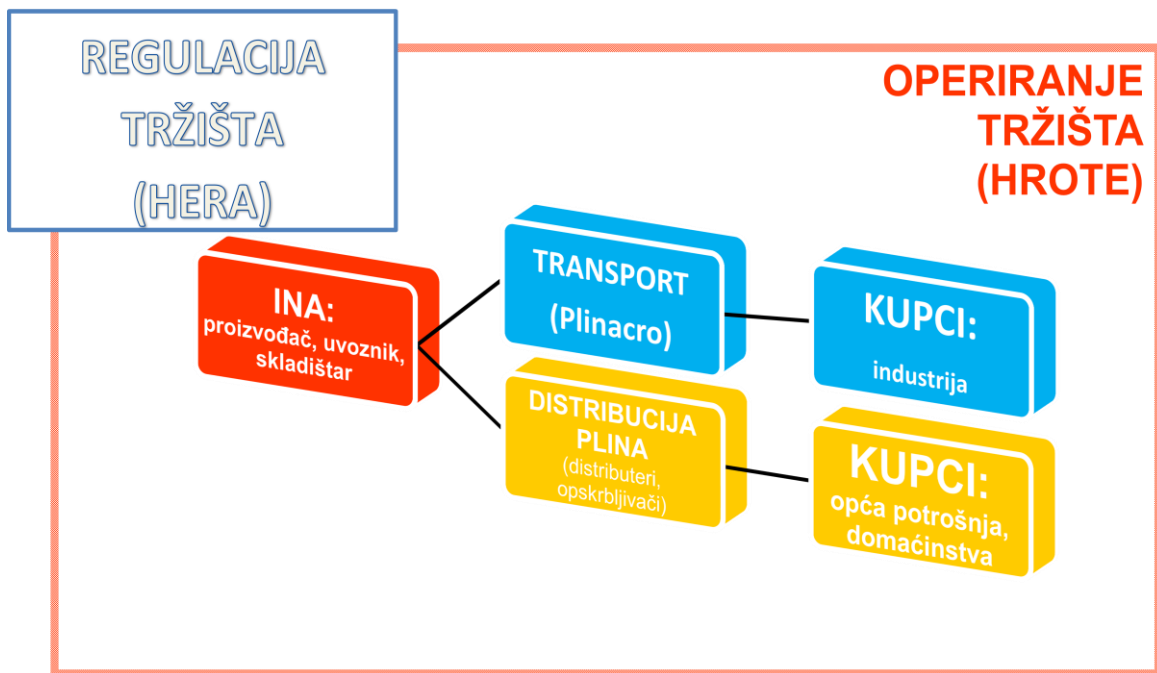 REGULACIJA
TRŽIŠTA
(HERA)
OPERIRANJE
TRŽIŠTA
(HROTE)
INA:
proizvođač, uvoznik,
skladištar
TRANSPORT
(Plinacro)
KUPCI:
industrija
DISTRIBUCIJA
PLINA
(distributeri,
opskrbljivači)
KUPCI:
opća potrošnja,
domaćinstva